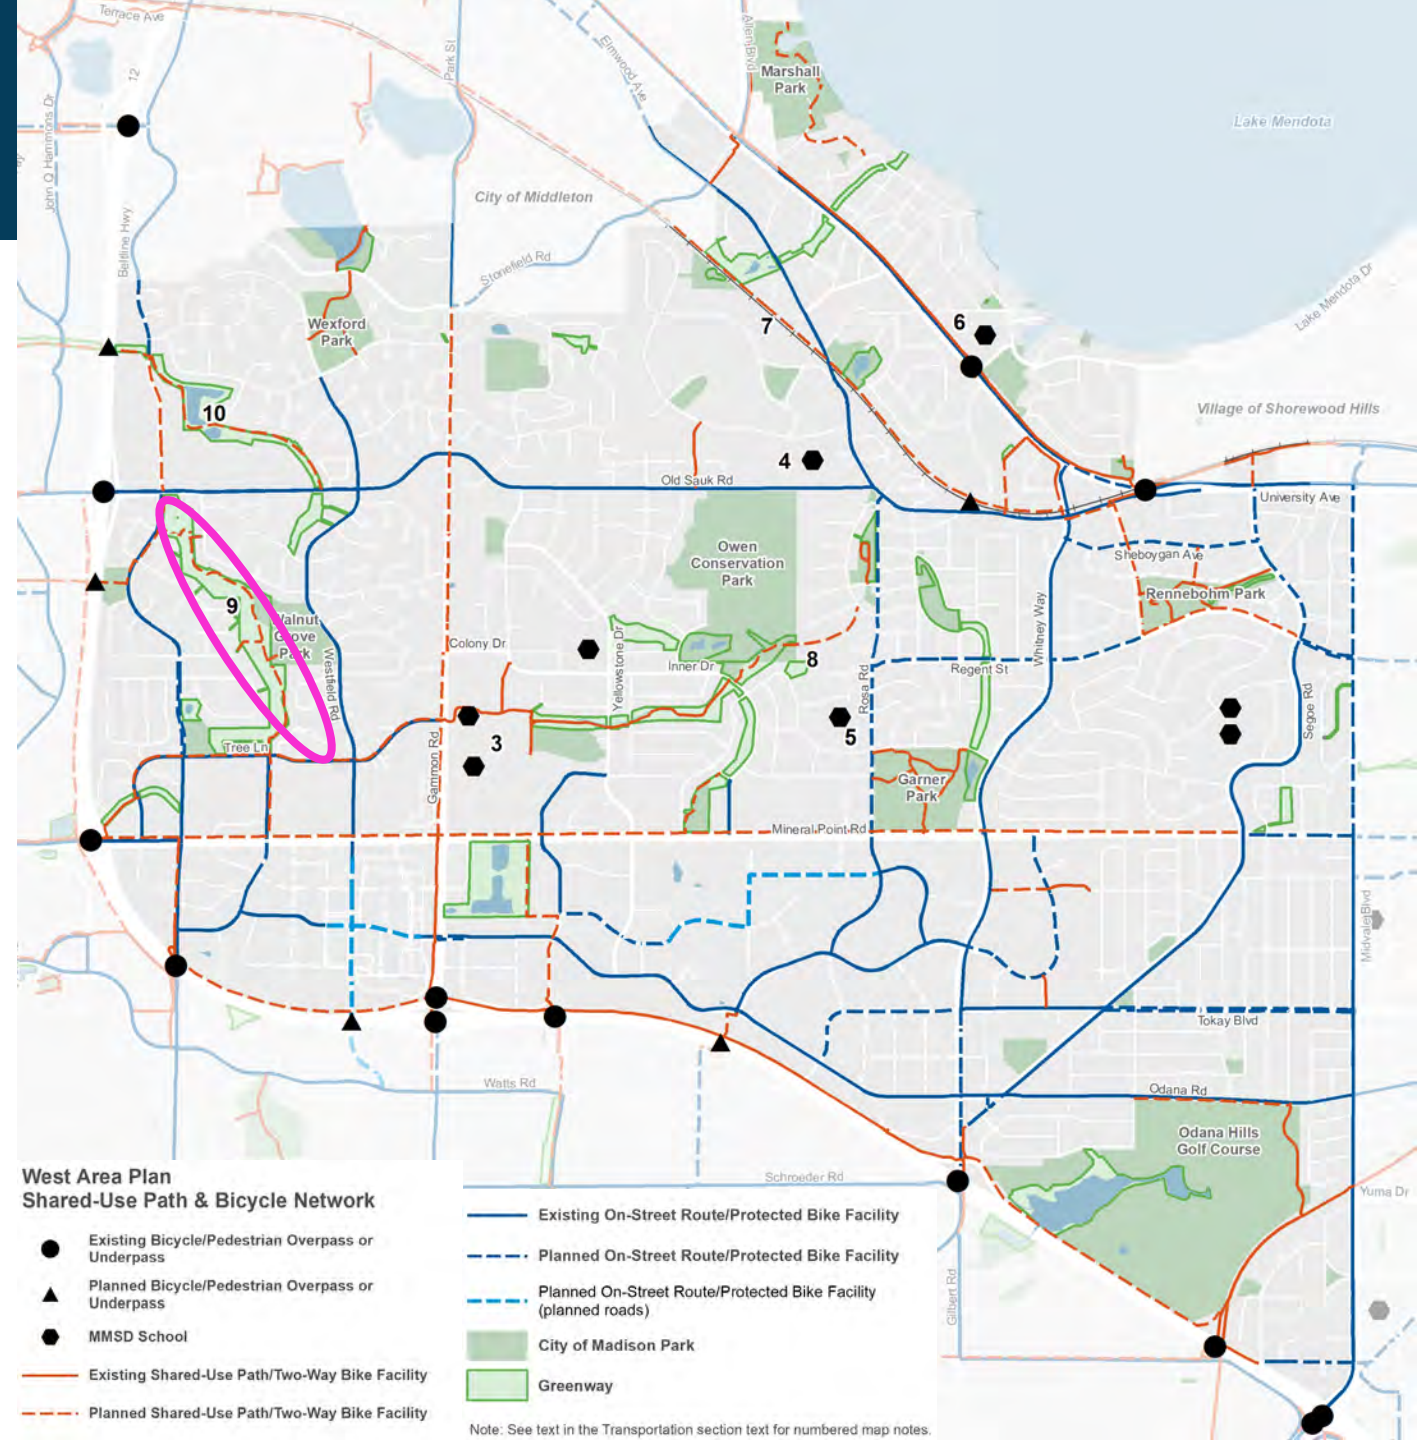 Terrace Ave
12
John Q Hammons Dr
Beltline Hwy
Park St
Elmwood Ave
Allen Blvd
Marshall
Park
Lake Mendota
City of Middleton
Stonefield Rd
Lake Mendota Dr
Wexford
Park
7
6
Village of Shorewood Hills
10
4
Old Sauk Rd
University Ave
Owen
Conservation
Park
Sheboygan Ave
Rennebohm Park
9
Walnut
Grove
Park
Westfield Rd
Colony Dr
Yellowstone Dr
Inner Dr
8
Rosa Rd
Regent St
Whitney Way
Segoe Rd
3
5
Tree Ln
Gammon Rd
Garner
Park
Mineral Point Rd
Midvale Blvd
Tokay Blvd
Watts Rd
Odana Rd
Odana Hills
Golf Course
Schroeder Rd
Yuma Dr
Gilbert Rd
West Area Plan
Shared-Use Path & Bicycle Network
Existing Bicycle/Pedestrian Overpass or
Underpass
Planned Bicycle/Pedestrian Overpass or
Underpass
MMSD School
Existing Shared-Use Path/Two-Way Bike Facility
Planned Shared-Use Path/Two-Way Bike Facility
Existing On-Street Route/Protected Bike Facility
Planned On-Street Route/Protected Bike Facility
Planned On-Street Route/Protected Bike Facility
(planned roads)
City of Madison Park
Greenway
Note: See text in the Transportation section text for numbered map notes.